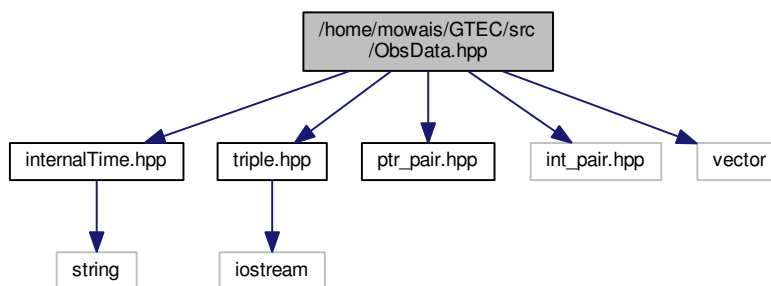 /home/mowais/GTEC/src
/ObsData.hpp
internalTime.hpp
triple.hpp
ptr_pair.hpp
int_pair.hpp
vector
string
iostream